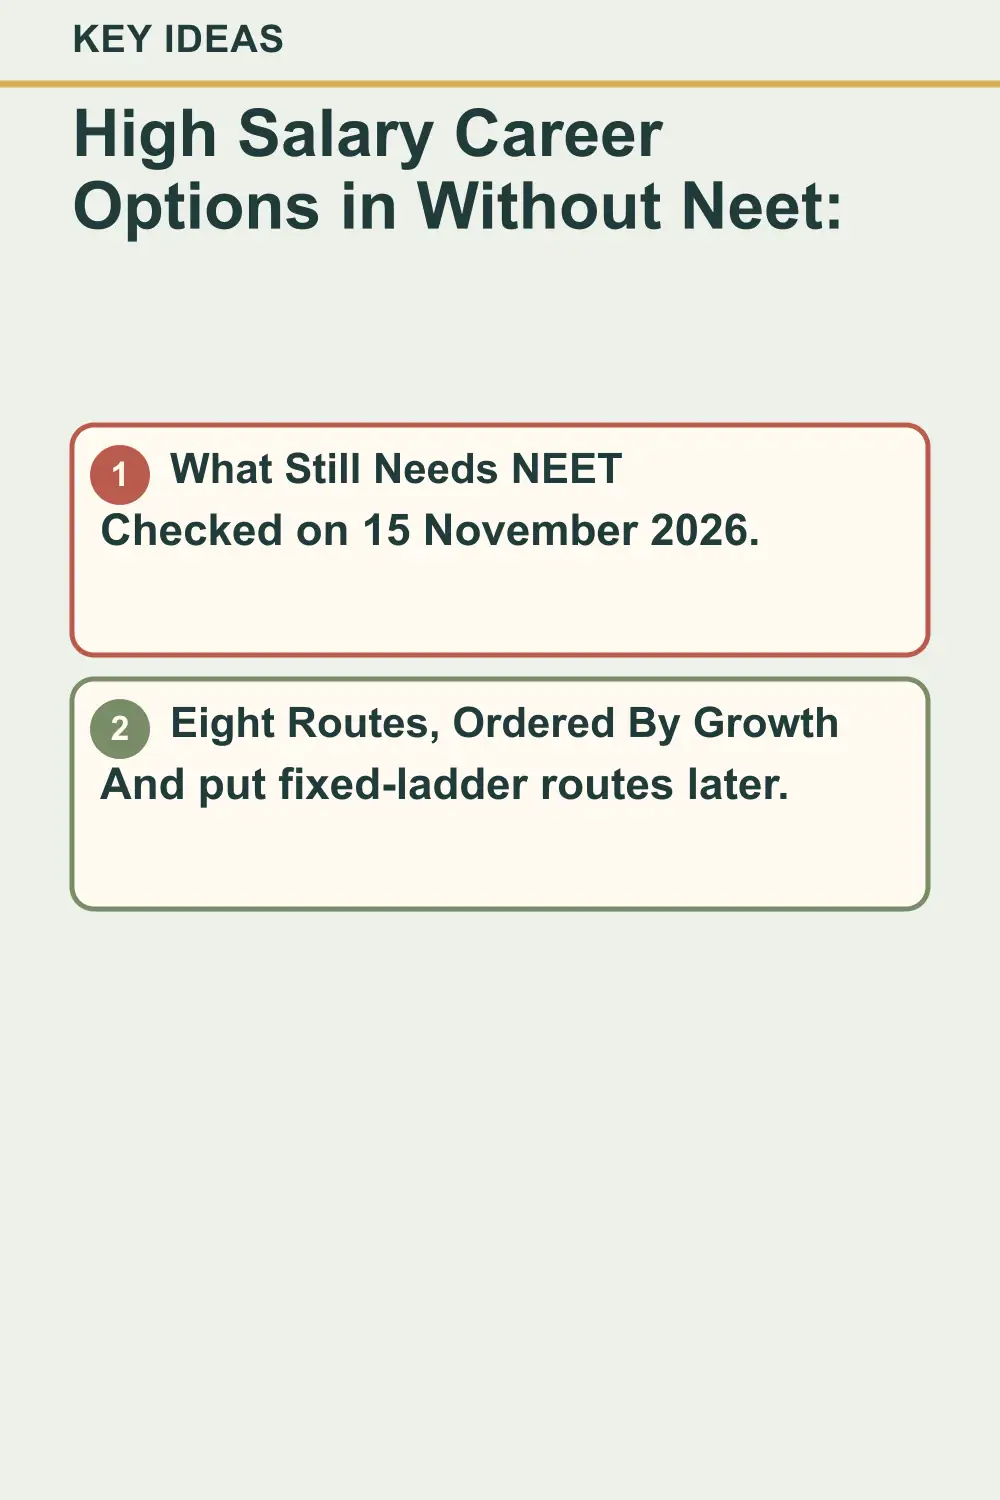 KEY IDEAS
High Salary Career
Options in Without Neet:
1 What Still Needs NEET
Checked on 15 November 2026.
2 Eight Routes, Ordered By Growth
And put fixed-ladder routes later.